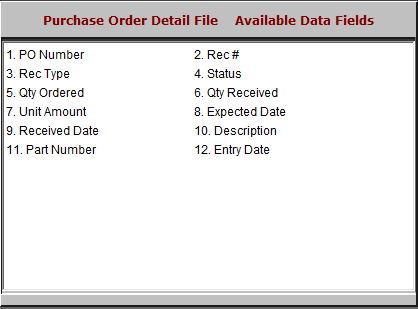 Purchase Order Detail File    Available Data Fields
1. PO Number    2. Rec #
3. Rec Type    4. Status
5. Qty Ordered    6. Qty Received
7. Unit Amount    8. Expected Date
9. Received Date    10. Description
11. Part Number    12. Entry Date